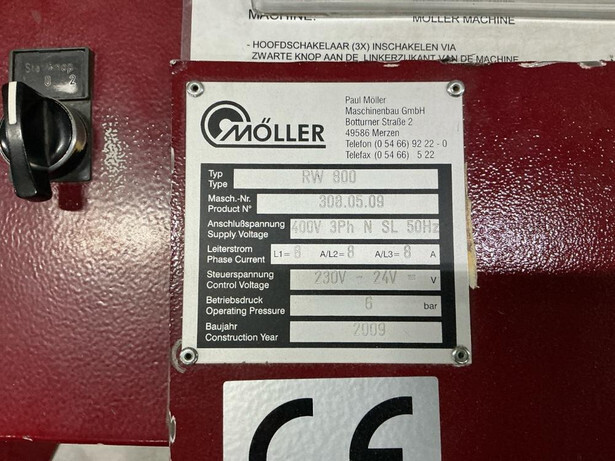 MACHINE: MÖLLER MACHINE
- HOOFDSCHAKELAAR (3X) INSCHAKELEN VIA
ZWARTE KNOP AAN DE LINKERZIJKANT VAN DE MACHINE
0 2
MÖLLER
Paul Möller
Maschinenbau GmbH
Botturner Straße 2
49586 Merzen
Telefon (0 54 66) 92 22 - 0
Telefax (0 54 66) 5 22
Typ
Type RW 800
Masch.-Nr.
Product N° 308.05.09
Anschlußspannung
Supply Voltage 400V 3Ph N SL 50Hz
Leiterstrom
Phase Current L1= 8 A/L2= 8 A/L3= 8 A
Steuerspannung
Control Voltage 230V - 24V = V
Betriebsdruck
Operating Pressure 6 bar
Baujahr
Construction Year 2009
CE